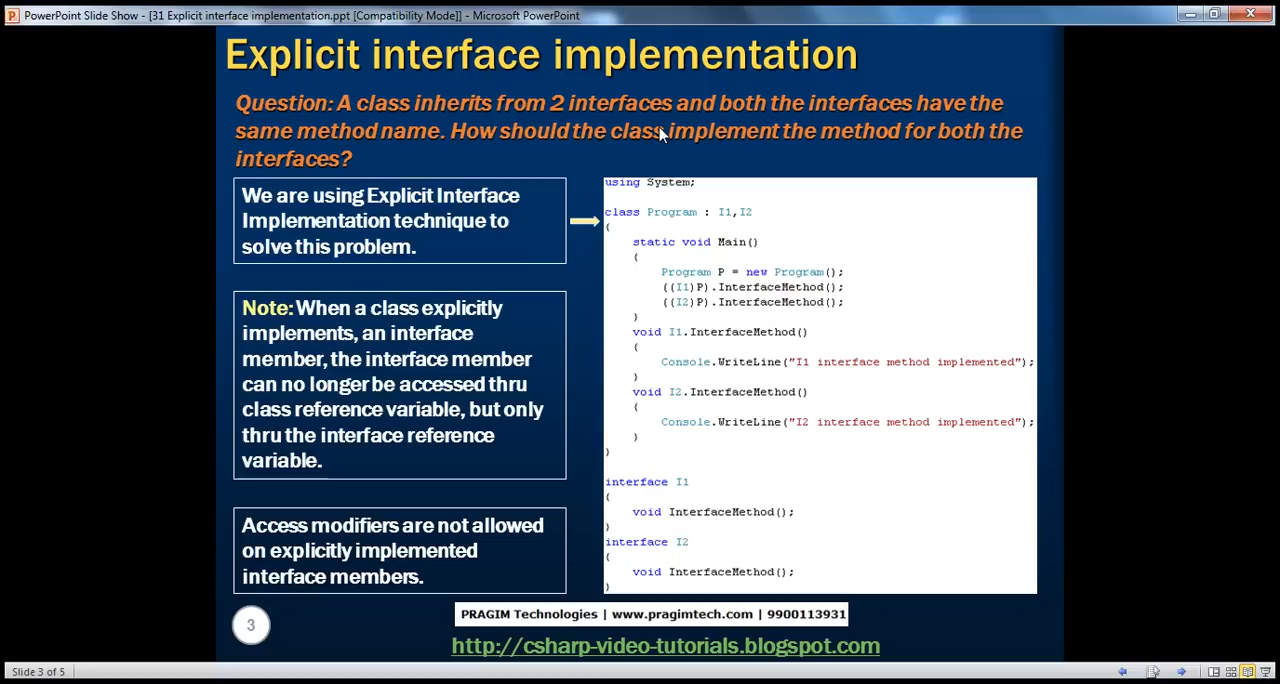 PowerPoint Slide Show - [31 Explicit interface implementation.ppt [Compatibility Mode]] - Microsoft PowerPoint
Explicit interface implementation
Question: A class inherits from 2 interfaces and both the interfaces have the
same method name. How should the class implement the method for both the
interfaces?
We are using Explicit Interface
Implementation technique to
solve this problem.
Note: When a class explicitly
implements, an interface
member, the interface member
can no longer be accessed thru
class reference variable, but only
thru the interface reference
variable.
Access modifiers are not allowed
on explicitly implemented
interface members.
using System;
class Program : I1,I2
{
static void Main()
{
Program P = new Program();
((I1)P).InterfaceMethod();
((I2)P).InterfaceMethod();
}
void I1.InterfaceMethod()
{
Console.WriteLine("I1 interface method implemented");
}
void I2.InterfaceMethod()
{
Console.WriteLine("I2 interface method implemented");
}
}
interface I1
{
void InterfaceMethod();
}
interface I2
{
void InterfaceMethod();
}
PRAGIM Technologies | www.pragimtech.com | 9900113931
3
http://csharp-video-tutorials.blogspot.com
Slide 3 of 5